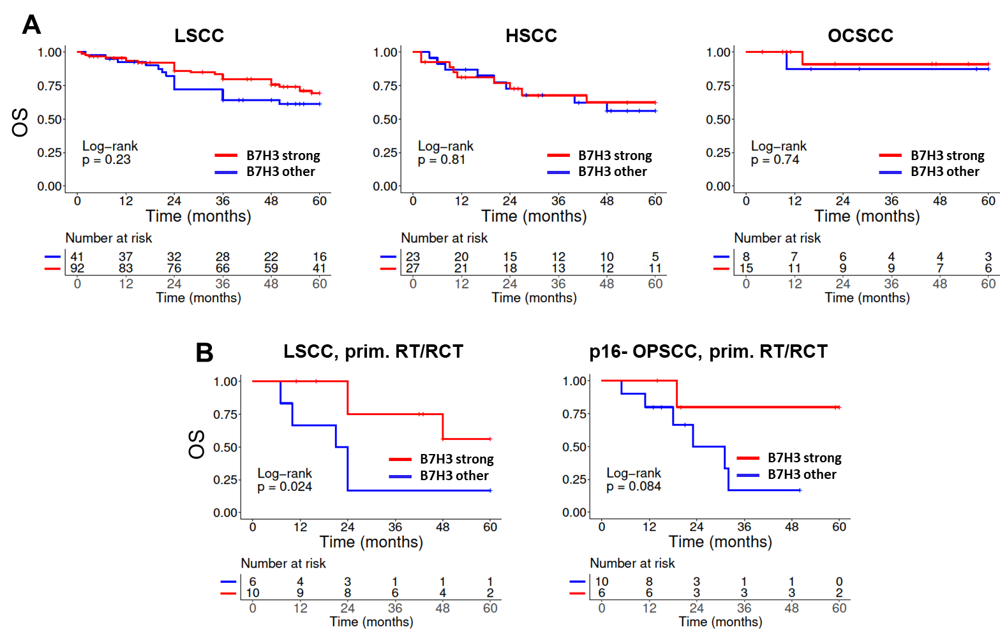 A
LSCC
HSCC
OCSCC
OS
1.00
0.75
0.50
0.25
0.00
Log-rank
p = 0.23
B7H3 strong
B7H3 other
0 12 24 36 48 60
Time (months)
Number at risk
41 37 32 28 22 16
92 83 76 66 59 41
0 12 24 36 48 60
Time (months)
1.00
0.75
0.50
0.25
0.00
Log-rank
p = 0.81
B7H3 strong
B7H3 other
0 12 24 36 48 60
Time (months)
Number at risk
23 20 15 12 10 5
27 21 18 13 12 11
0 12 24 36 48 60
Time (months)
1.00
0.75
0.50
0.25
0.00
Log-rank
p = 0.74
B7H3 strong
B7H3 other
0 12 24 36 48 60
Time (months)
Number at risk
8 7 6 4 4 3
15 11 9 9 7 6
0 12 24 36 48 60
Time (months)
B
LSCC, prim. RT/RCT
p16- OPSCC, prim. RT/RCT
OS
1.00
0.75
0.50
0.25
0.00
Log-rank
p = 0.024
B7H3 strong
B7H3 other
0 12 24 36 48 60
Time (months)
Number at risk
6 4 3 1 1 1
10 9 8 6 4 2
0 12 24 36 48 60
Time (months)
1.00
0.75
0.50
0.25
0.00
Log-rank
p = 0.084
B7H3 strong
B7H3 other
0 12 24 36 48 60
Time (months)
Number at risk
10 8 3 1 1 0
6 6 3 3 3 2
0 12 24 36 48 60
Time (months)